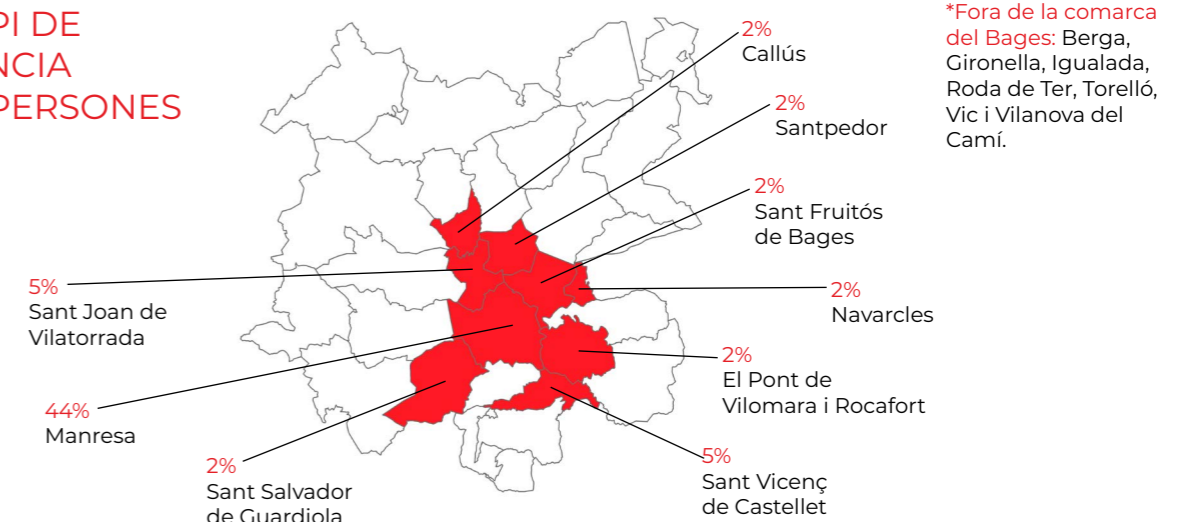 PI DE
NCIA
PERSONES
*Fora de la comarca
del Bages: Berga,
Gironella, Igualada,
Roda de Ter, Torelló,
Vic i Vilanova del
Camí.
2%
Callús
2%
Santpedor
2%
Sant Fruitós
de Bages
2%
Navarcles
2%
El Pont de
Vilomara i Rocafort
5%
Sant Vicenç
de Castellet
5%
Sant Joan de
Vilatorrada
44%
Manresa
2%
Sant Salvador
de Guardiola